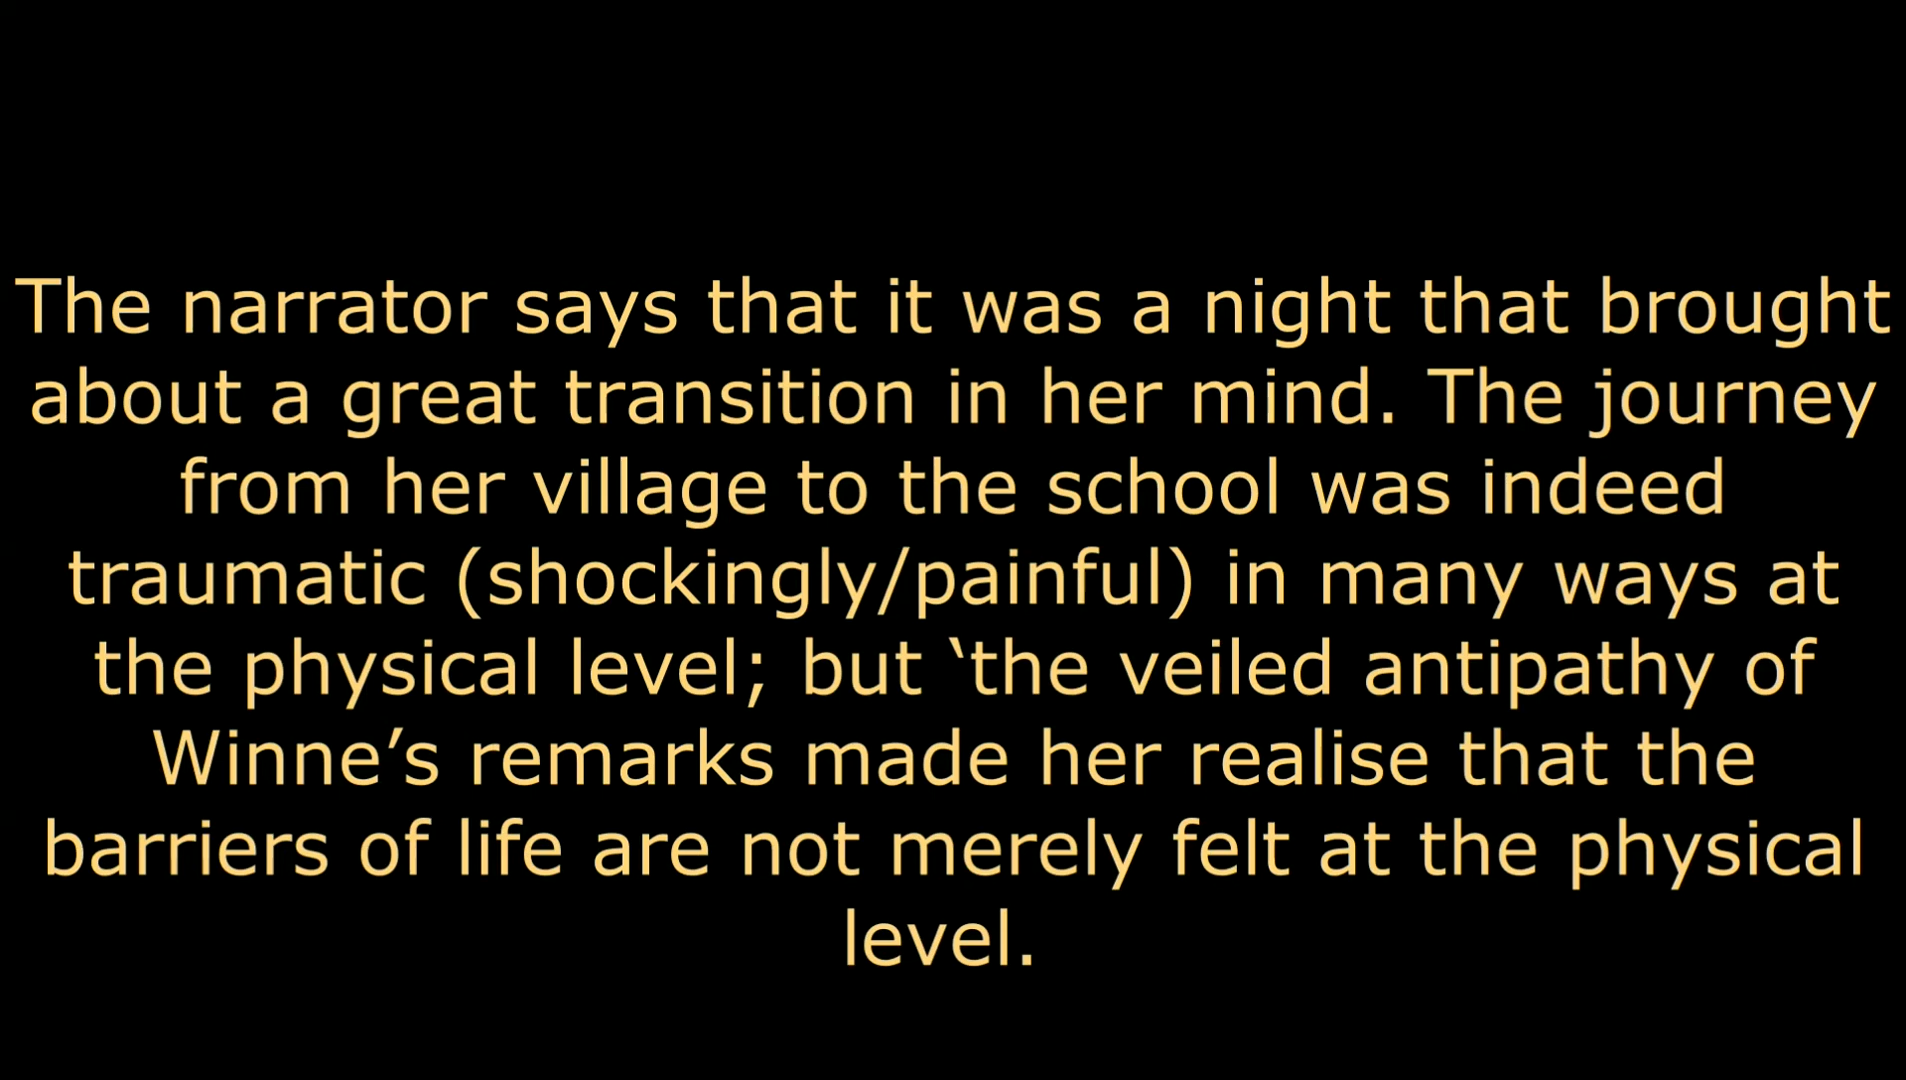 The narrator says that it was a night that brought
about a great transition in her mind. The journey
from her village to the school was indeed
traumatic (shockingly/painful) in many ways at
the physical level; but ‛the veiled antipathy of
Winne’s remarks made her realise that the
barriers of life are not merely felt at the physical
level.